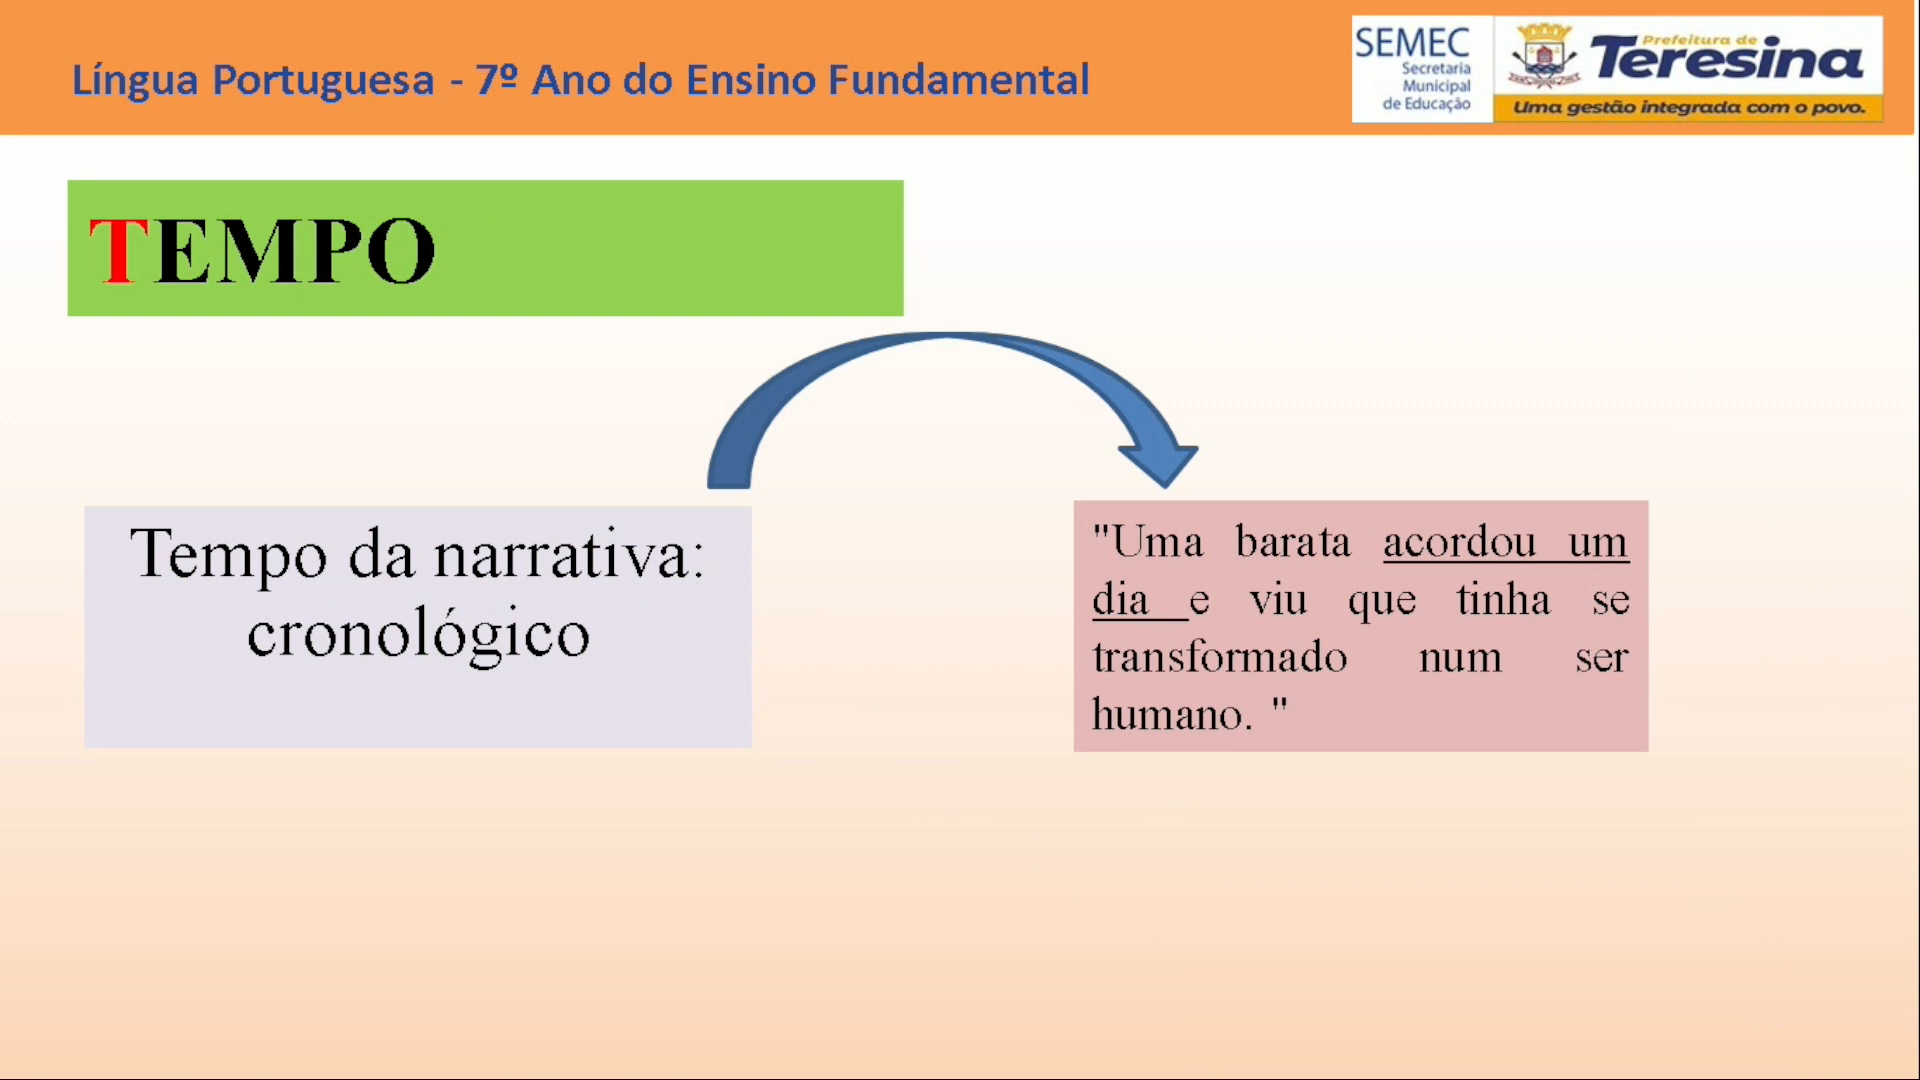 Língua Portuguesa - 7º Ano do Ensino Fundamental
SEMEC
Secretaria
Municipal
de Educação
Prefeitura de
Teresina
Uma gestão integrada com o povo.
TEMPO
Tempo da narrativa:
cronológico
"Uma barata acordou um
dia e viu que tinha se
transformado num ser
humano. "